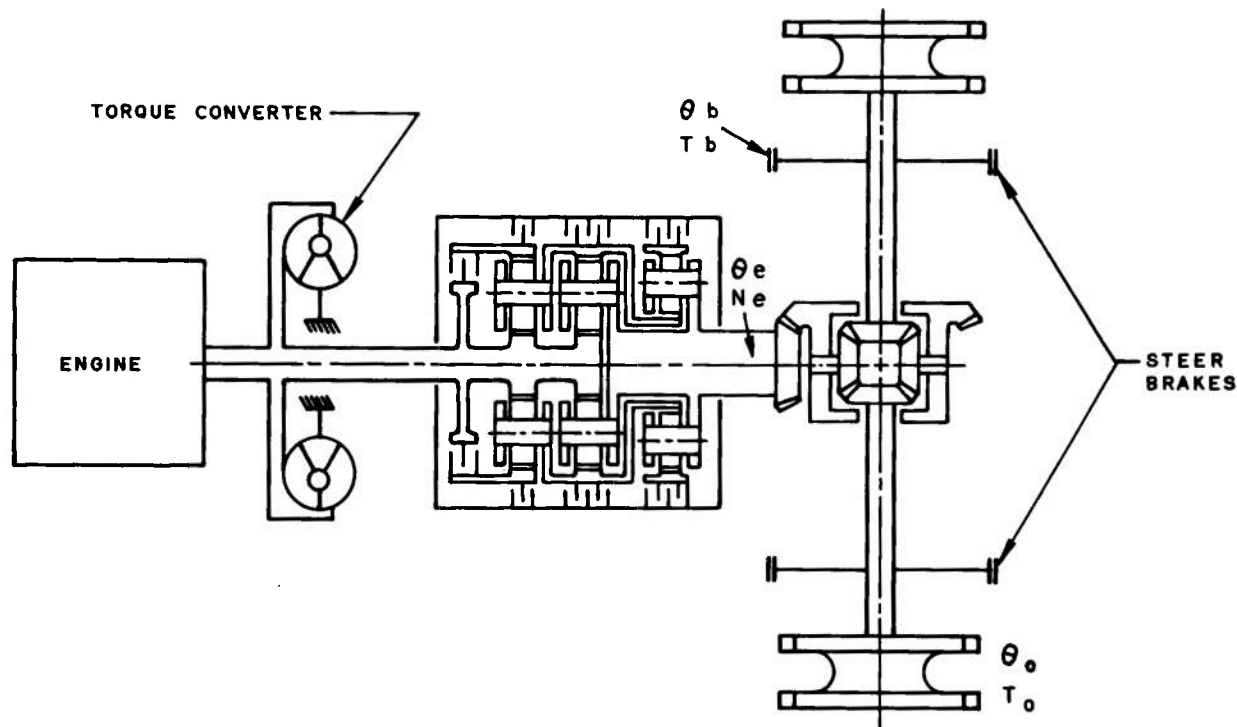 TORQUE CONVERTER
θ b
T b
θ e
N e
ENGINE
STEER
BRAKES
θ o
T o